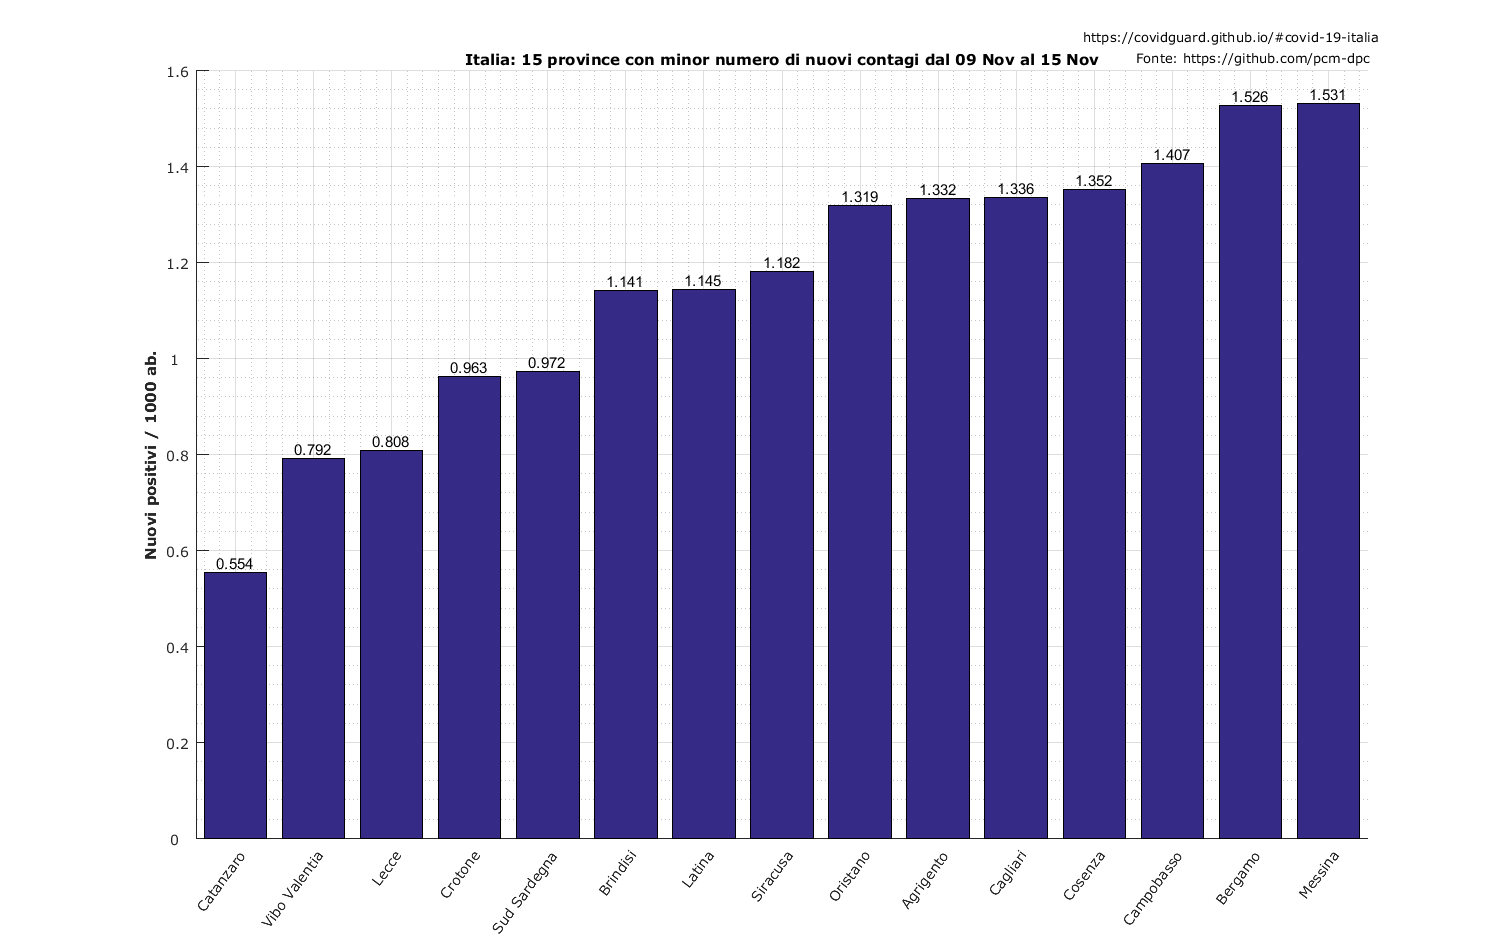 https://covidguard.github.io/#covid-19-italia
Italia: 15 province con minor numero di nuovi contagi dal 09 Nov al 15 Nov
Fonte: https://github.com/pcm-dpc
Nuovi positivi / 1000 ab.
1.6
1.4
1.2
1
0.8
0.6
0.4
0.2
0
0.554
0.792
0.808
0.963
0.972
1.141
1.145
1.182
1.319
1.332
1.336
1.352
1.407
1.526
1.531
Catanzaro
Vibo Valentia
Lecce
Crotone
Sud Sardegna
Brindisi
Latina
Siracusa
Oristano
Agrigento
Cagliari
Cosenza
Campobasso
Bergamo
Messina